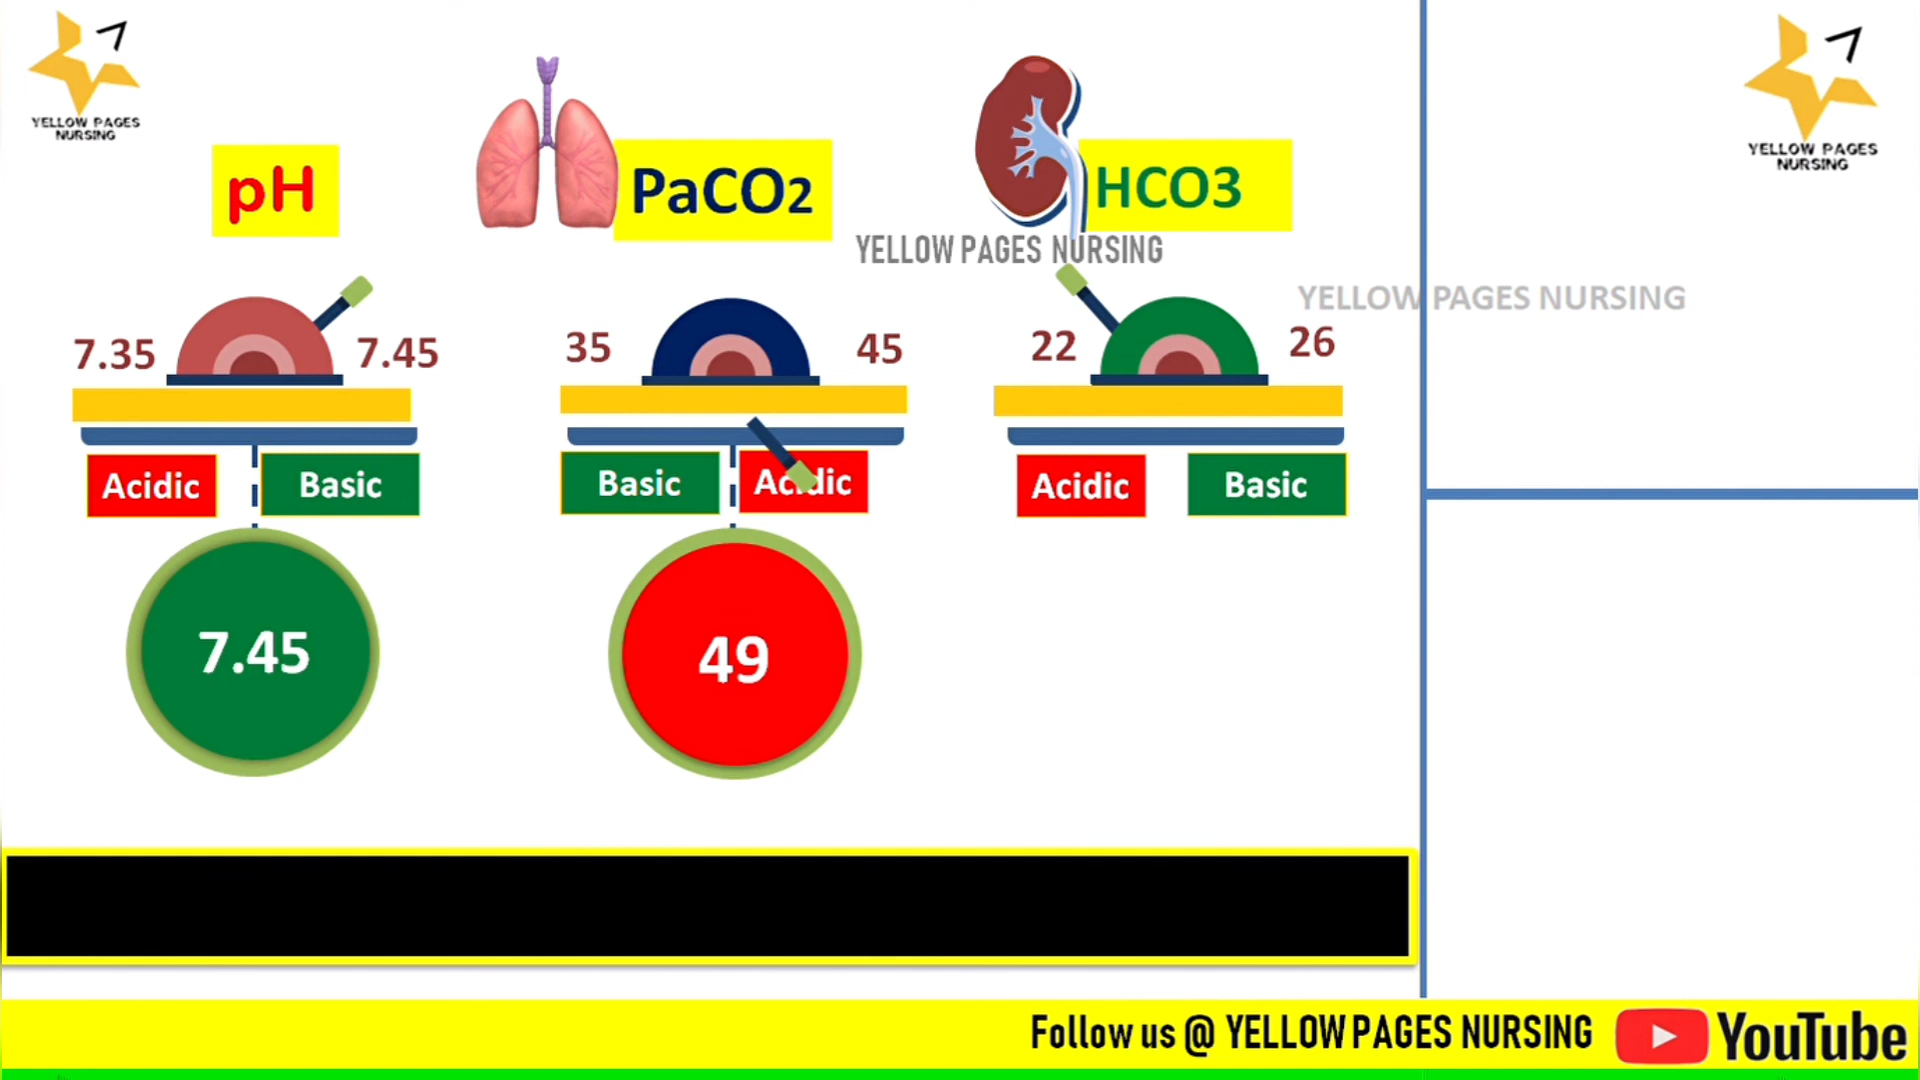 YELLOW PAGES
NURSING
YELLOW PAGES
NURSING
pH
PaCO2
HCO3
YELLOW PAGES NURSING
YELLOW PAGES NURSING
7.35
7.45
35
45
22
26
Acidic
Basic
Basic
Acidic
Acidic
Basic
7.45
49
Follow us @ YELLOW PAGES NURSING
YouTube